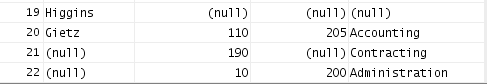 19 Higgins (null) (null) (null)
20 Gietz 110 205 Accounting
21 (null) 190 (null) Contracting
22 (null) 10 200 Administration